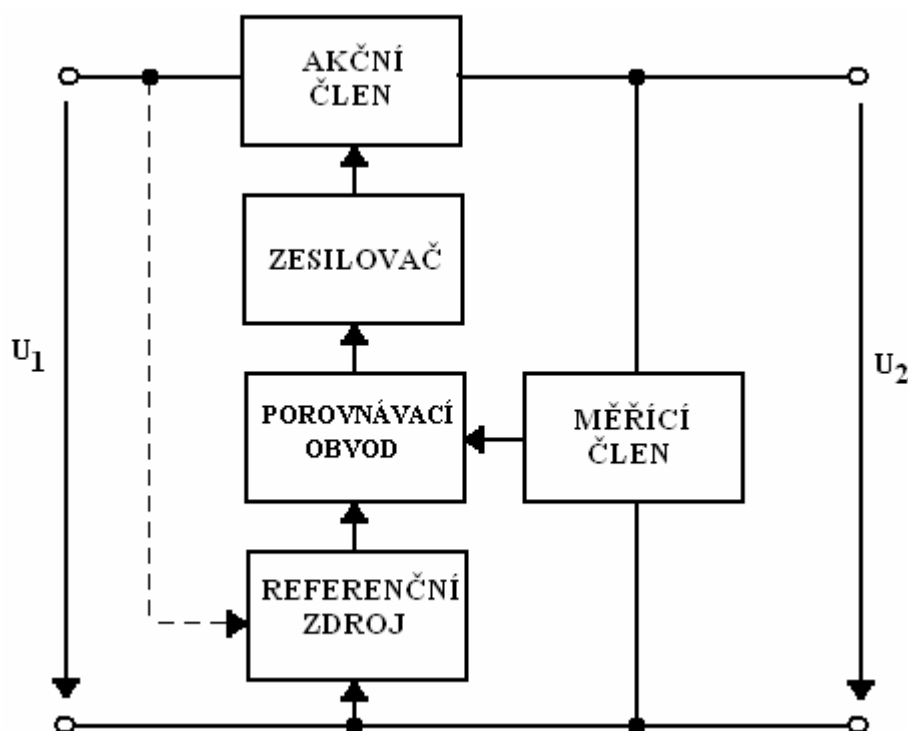 AKČNÍ
ČLEN
ZESILOVAČ
U1
U2
POROVNÁVACÍ
OBVOD
MĚŘÍCÍ
ČLEN
REFERENČNÍ
ZDROJ